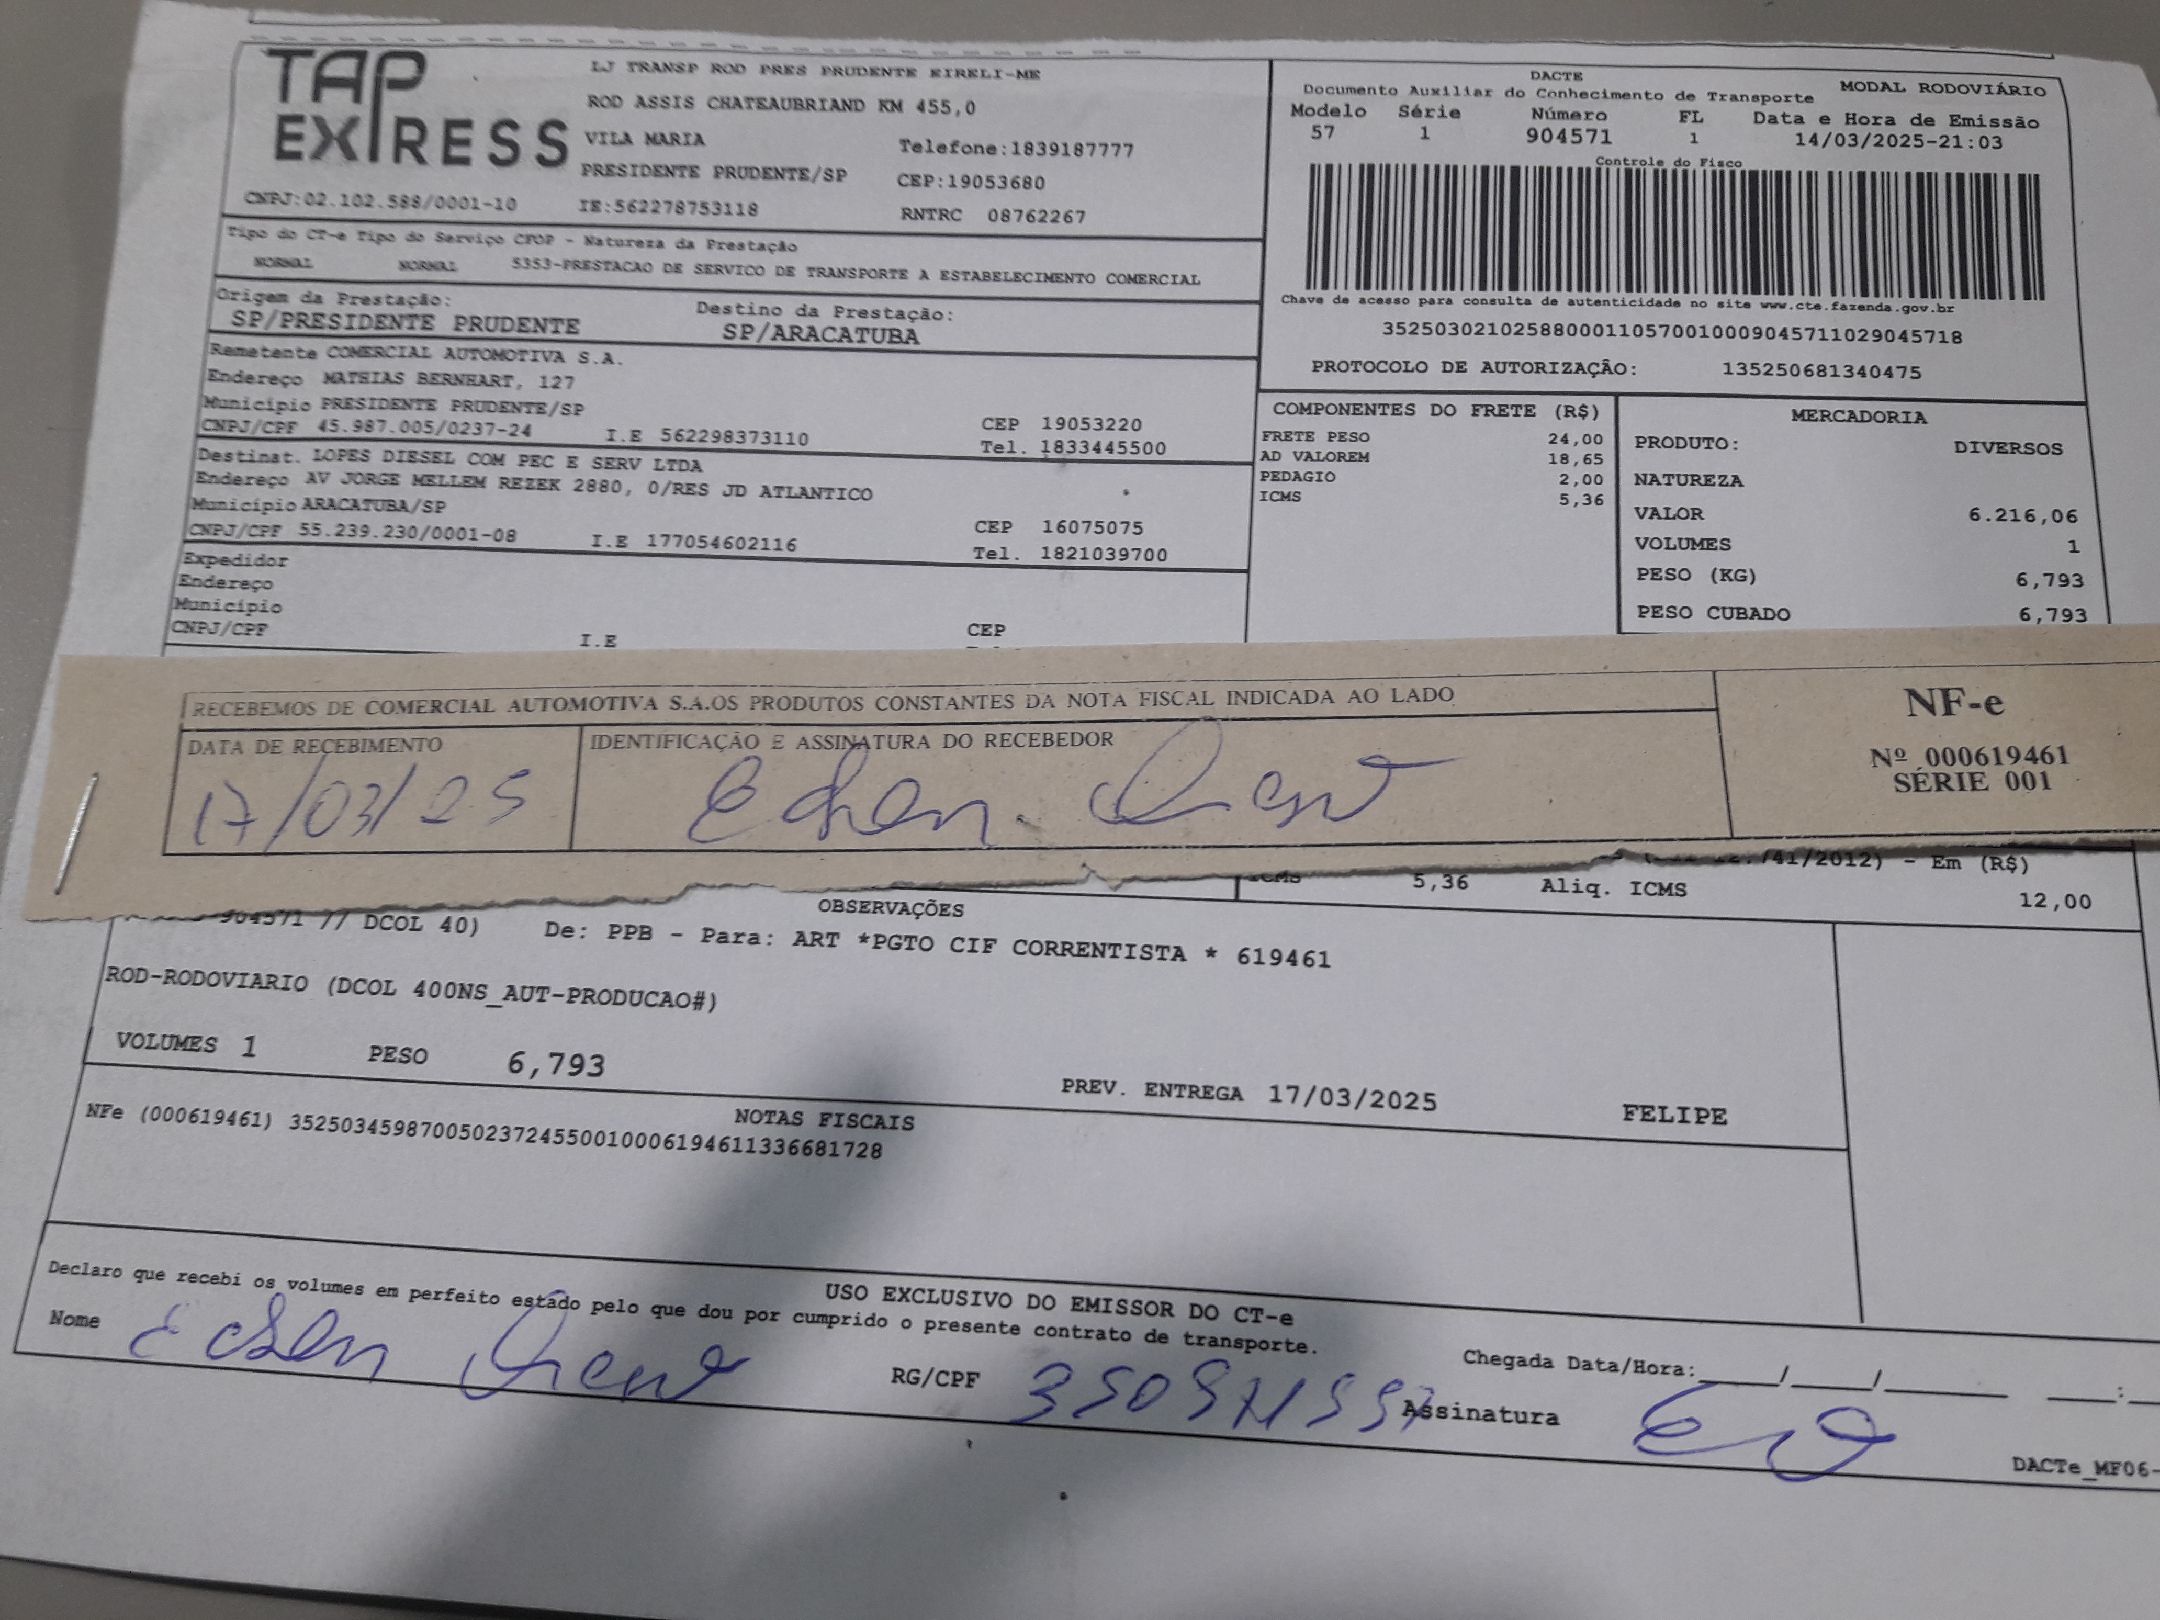 TAP EXPRESS
LJ TRANSP ROD PRES PRUDENTE EIRELI-ME
ROD ASSIS CHATEAUBRIAND KM 455,0
VILA MARIA Telefone:1839187777
PRESIDENTE PRUDENTE/SP CEP:19053680
CNPJ:02.102.588/0001-10 IE:562278753118 RNTRC 08762267
DACTE MODAL RODOVIÁRIO
Documento Auxiliar do Conhecimento de Transporte
Modelo Série Número FL Data e Hora de Emissão
57 1 904571 1 14/03/2025-21:03
Controle do Fisco
Chave de acesso para consulta de autenticidade no site www.cte.fazenda.gov.br
35250302102588000110570010009045711029045718
PROTOCOLO DE AUTORIZAÇÃO: 135250681340475
Tipo do CT-e Tipo do Serviço CFOP - Natureza da Prestação
NORMAL NORMAL 5353-PRESTACAO DE SERVICO DE TRANSPORTE A ESTABELECIMENTO COMERCIAL
Origem da Prestação: Destino da Prestação:
SP/PRESIDENTE PRUDENTE SP/ARACATUBA
Remetente COMERCIAL AUTOMOTIVA S.A.
Endereço MATHIAS BERNHART, 127
Município PRESIDENTE PRUDENTE/SP CEP 19053220
CNPJ/CPF 45.987.005/0237-24 I.E 562298373110 Tel. 1833445500
Destinat. LOPES DIESEL COM PEC E SERV LTDA
Endereço AV JORGE MELLEM REZEK 2880, 0/RES JD ATLANTICO
Município ARACATUBA/SP CEP 16075075
CNPJ/CPF 55.239.230/0001-08 I.E 177054602116 Tel. 1821039700
Expedidor
Endereço
Município
CNPJ/CPF I.E CEP
COMPONENTES DO FRETE (R$)
FRETE PESO 24,00
AD VALOREM 18,65
PEDAGIO 2,00
ICMS 5,36
MERCADORIA
PRODUTO: DIVERSOS
NATUREZA
VALOR 6.216,06
VOLUMES 1
PESO (KG) 6,793
PESO CUBADO 6,793
RECEBEMOS DE COMERCIAL AUTOMOTIVA S.A.OS PRODUTOS CONSTANTES DA NOTA FISCAL INDICADA AO LADO
DATA DE RECEBIMENTO IDENTIFICAÇÃO E ASSINATURA DO RECEBEDOR
17/03/25
NF-e
Nº 000619461
SÉRIE 001
41/2012) - Em (R$)
ICMS 5,36 Aliq. ICMS 12,00
OBSERVAÇÕES
904571 // DCOL 40) De: PPB - Para: ART *PGTO CIF CORRENTISTA * 619461
ROD-RODOVIARIO (DCOL 400NS_AUT-PRODUCAO#)
VOLUMES 1 PESO 6,793 PREV. ENTREGA 17/03/2025 FELIPE
NOTAS FISCAIS
NFe (000619461) 35250345987005023724550010006194611336681728
USO EXCLUSIVO DO EMISSOR DO CT-e
Declaro que recebi os volumes em perfeito estado pelo que dou por cumprido o presente contrato de transporte.
Nome RG/CPF Assinatura
Chegada Data/Hora:____/____/______ ____:
DACTe_MF06-